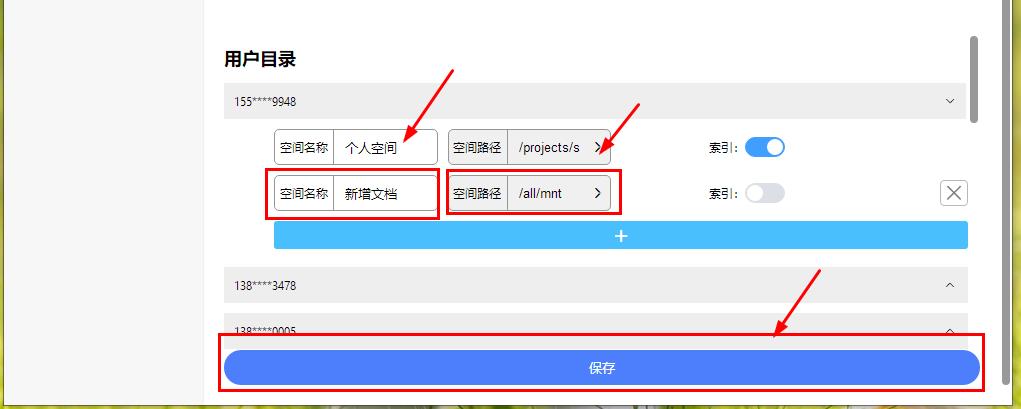 用户目录
155****9948
空间名称 个人空间 空间路径 /projects/s 索引:
空间名称 新增文档 空间路径 /all/mnt 索引:
+
138****3478
138****0005
保存